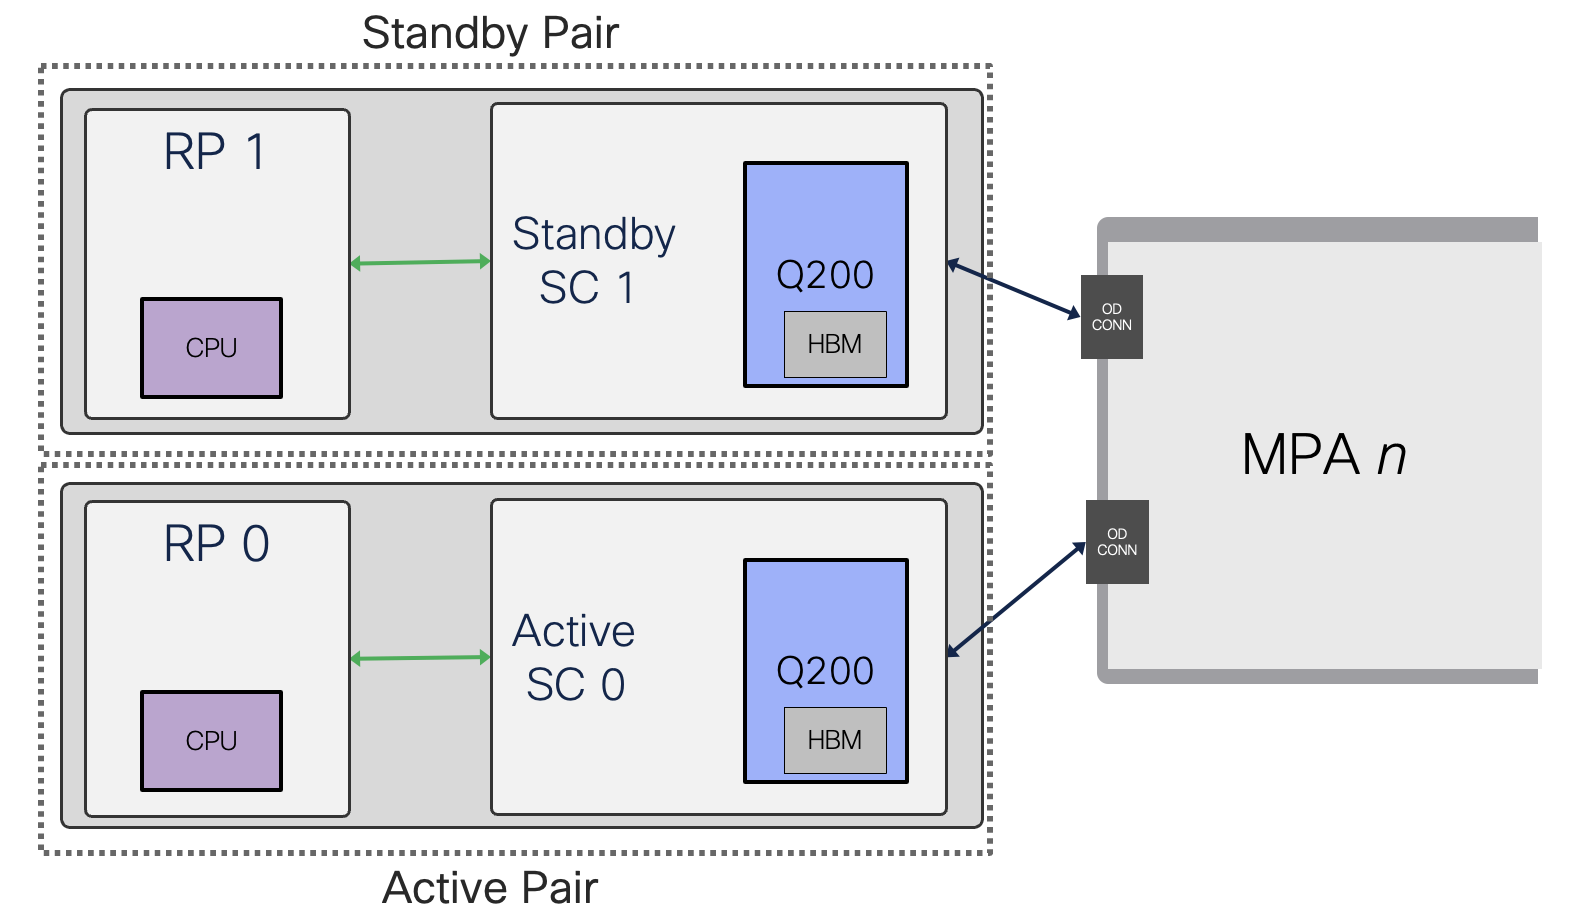 Standby Pair
RP 1
CPU
Standby
SC 1
Q200
HBM
OD
CONN
MPA n
RP 0
CPU
Active
SC 0
Q200
HBM
OD
CONN
Active Pair